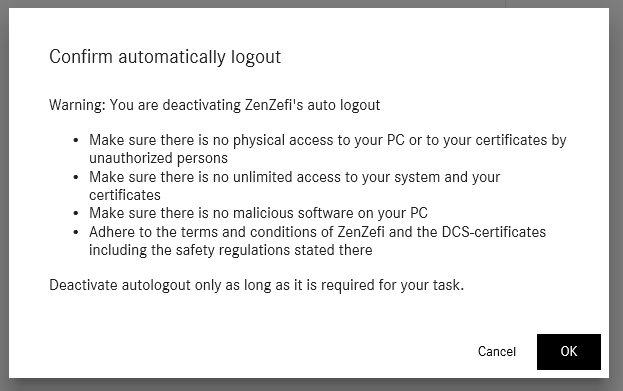 Confirm automatically logout
Warning: You are deactivating ZenZefi's auto logout
• Make sure there is no physical access to your PC or to your certificates by
unauthorized persons
• Make sure there is no unlimited access to your system and your
certificates
• Make sure there is no malicious software on your PC
• Adhere to the terms and conditions of ZenZefi and the DCS-certificates
including the safety regulations stated there
Deactivate autologout only as long as it is required for your task.
Cancel OK